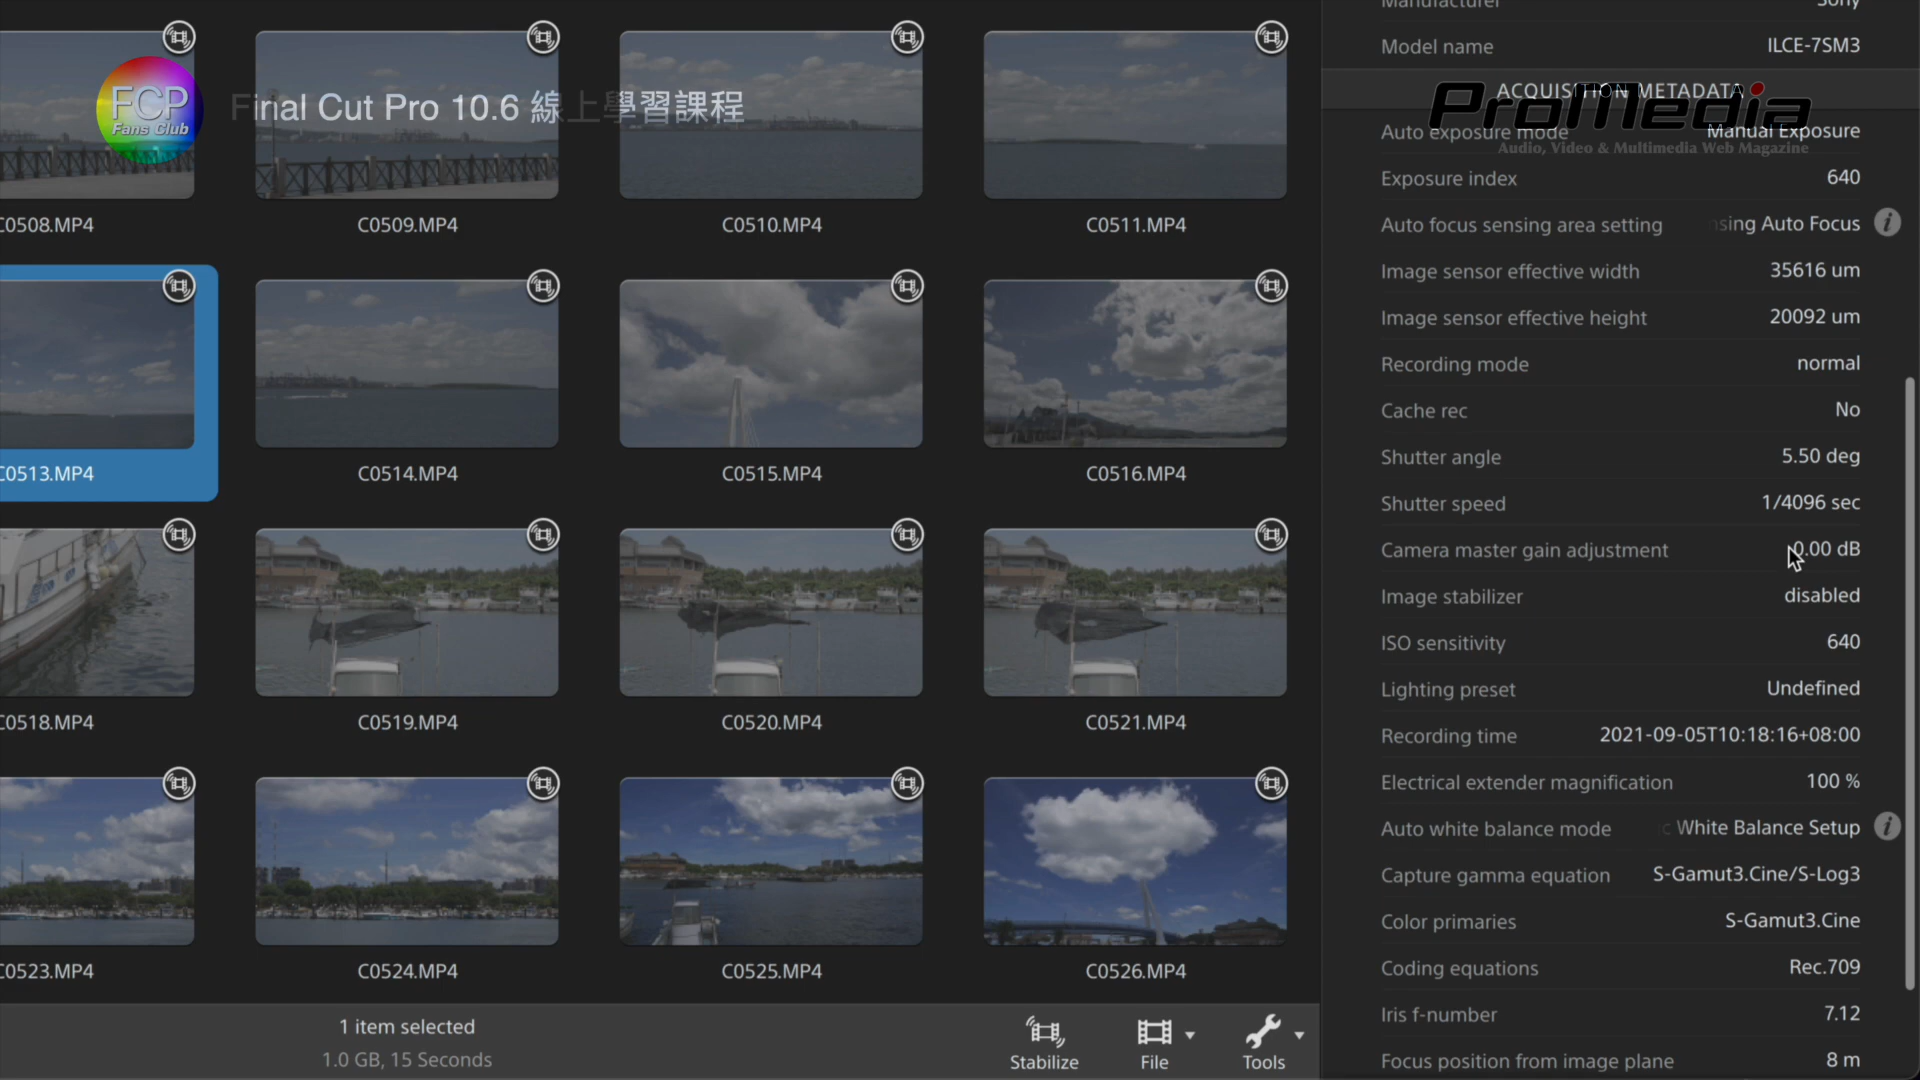 Manufacturer Sony
Model name ILCE-7SM3
FCP
Fans Club
Final Cut Pro 10.6 線上學習課程
ACQUISITION METADATA
ProMedia
Audio, Video & Multimedia Web Magazine
Auto exposure mode Manual Exposure
Exposure index 640
Auto focus sensing area setting nsing Auto Focus
Image sensor effective width 35616 um
Image sensor effective height 20092 um
Recording mode normal
Cache rec No
Shutter angle 5.50 deg
Shutter speed 1/4096 sec
Camera master gain adjustment 0.00 dB
Image stabilizer disabled
ISO sensitivity 640
Lighting preset Undefined
Recording time 2021-09-05T10:18:16+08:00
Electrical extender magnification 100 %
Auto white balance mode c White Balance Setup
Capture gamma equation S-Gamut3.Cine/S-Log3
Color primaries S-Gamut3.Cine
Coding equations Rec.709
Iris f-number 7.12
Focus position from image plane 8 m
C0508.MP4 C0509.MP4 C0510.MP4 C0511.MP4
C0513.MP4 C0514.MP4 C0515.MP4 C0516.MP4
C0518.MP4 C0519.MP4 C0520.MP4 C0521.MP4
C0523.MP4 C0524.MP4 C0525.MP4 C0526.MP4
1 item selected
1.0 GB, 15 Seconds
Stabilize File Tools